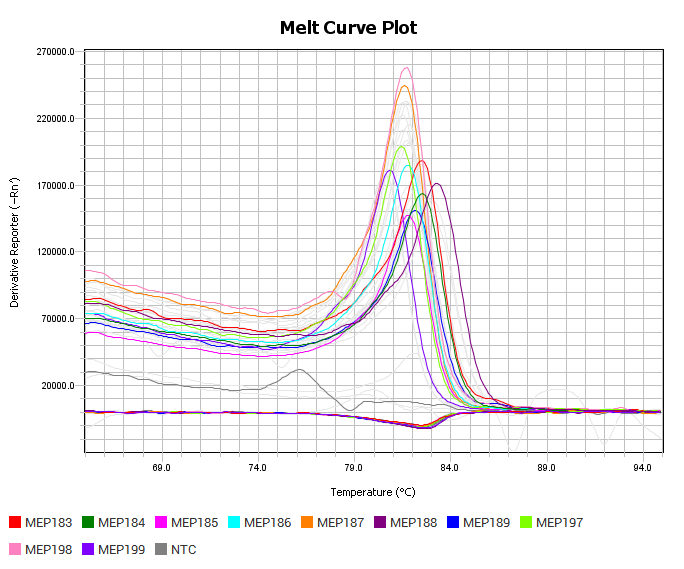 Melt Curve Plot
270000.0
220000.0
170000.0
120000.0
70000.0
20000.0
Derivative Reporter (-Rn')
69.0 74.0 79.0 84.0 89.0 94.0
Temperature (°C)
MEP183 MEP184 MEP185 MEP186 MEP187 MEP188 MEP189 MEP197
MEP198 MEP199 NTC